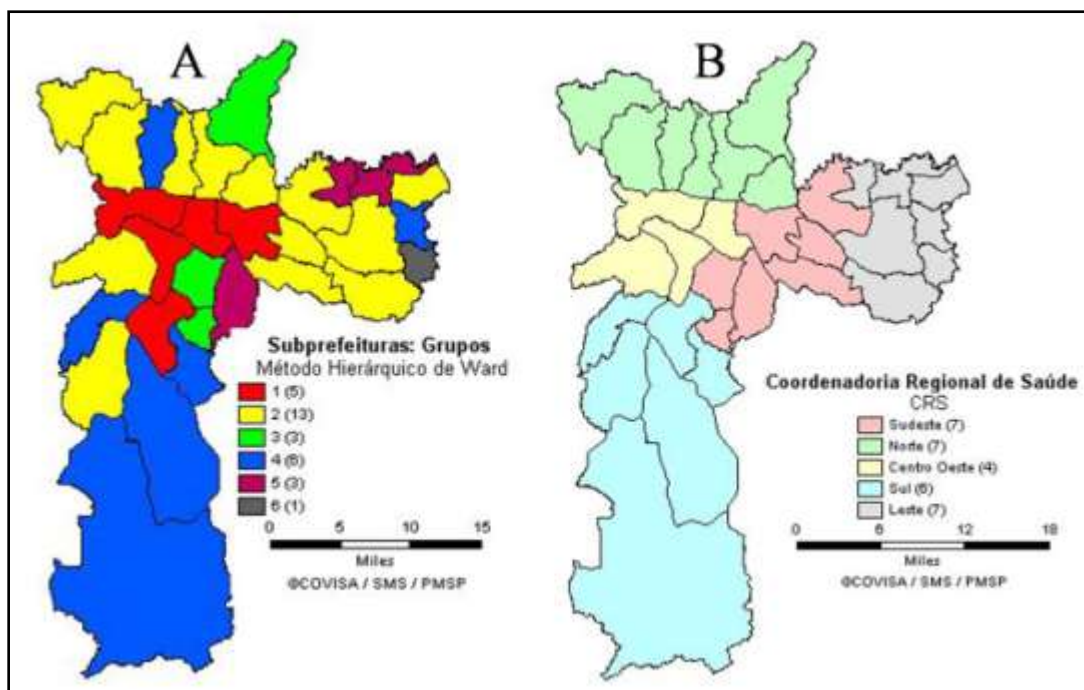 A
Subprefeituras: Grupos
Método Hierárquico de Ward
1 (5)
2 (13)
3 (3)
4 (6)
5 (3)
6 (1)
0 5 10 15
Miles
©COVISA / SMS / PMSP
B
Coordenadoria Regional de Saúde
CRS
Sudeste (7)
Norte (7)
Centro Oeste (4)
Sul (6)
Leste (7)
0 6 12 18
Miles
©COVISA / SMS / PMSP